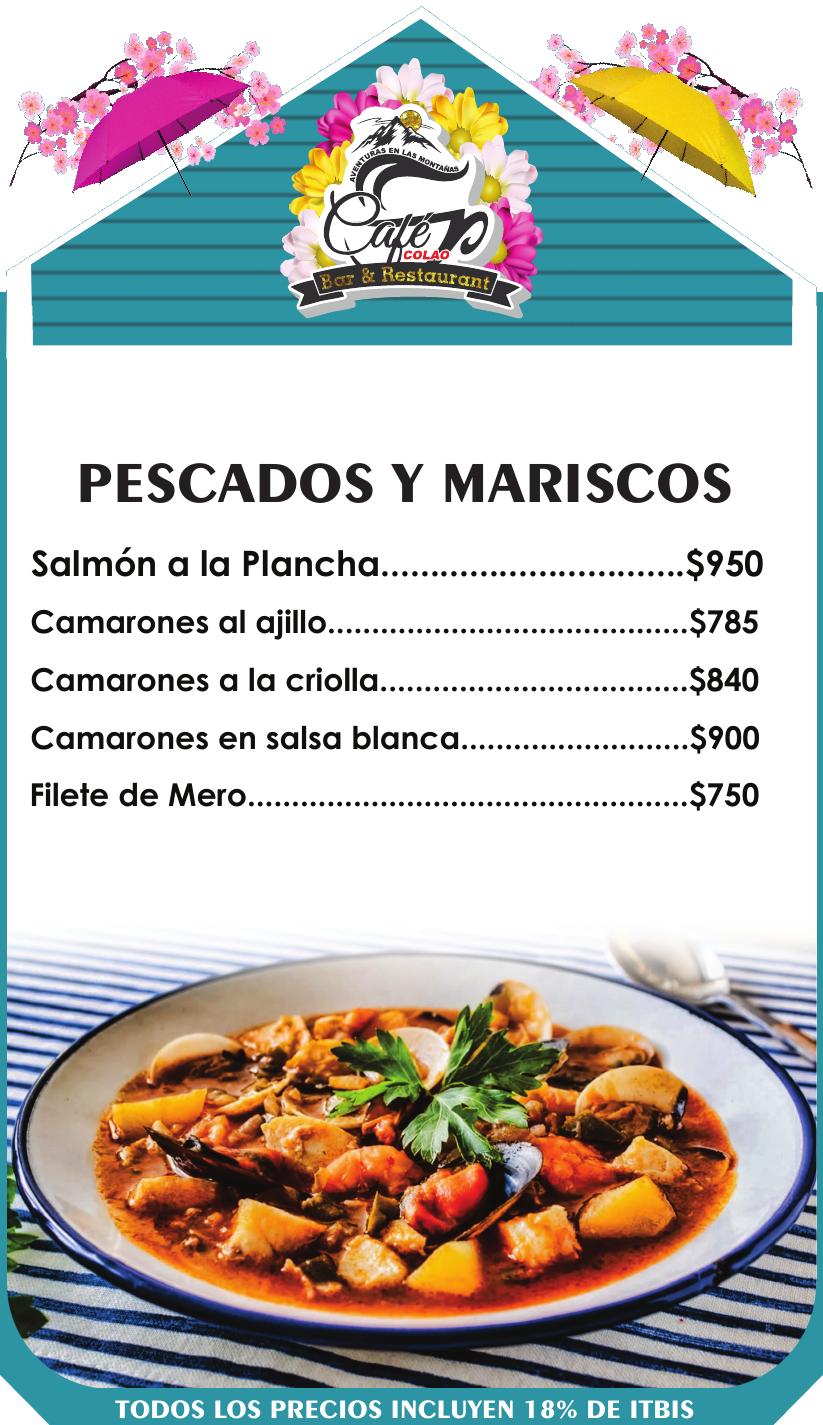 AVENTURAS EN LAS MONTAÑAS
Café
COLAO
Bar & Restaurant
PESCADOS Y MARISCOS
Salmón a la Plancha...............................$950
Camarones al ajillo.........................................$785
Camarones a la criolla...................................$840
Camarones en salsa blanca..........................$900
Filete de Mero..................................................$750
TODOS LOS PRECIOS INCLUYEN 18% DE ITBIS